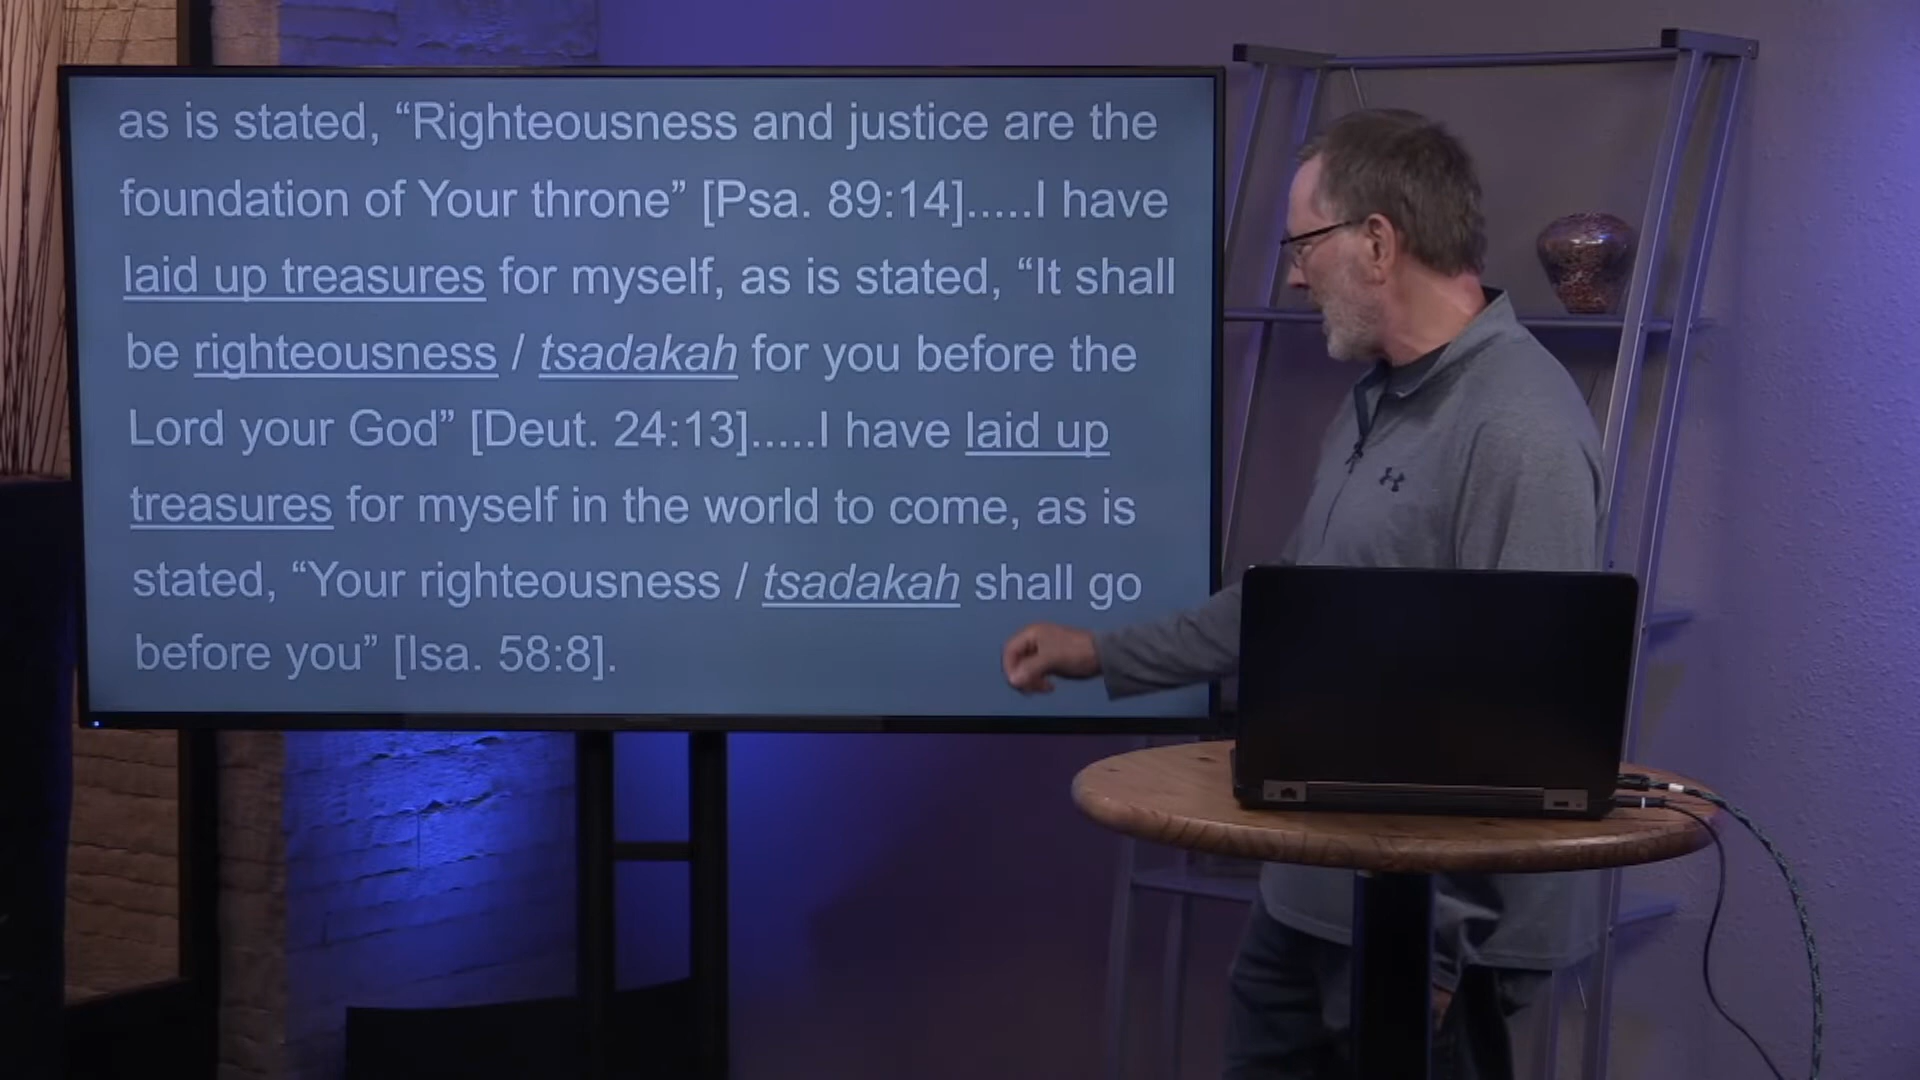 as is stated, “Righteousness and justice are the
foundation of Your throne” [Psa. 89:14].....I have
laid up treasures for myself, as is stated, “It shall
be righteousness / tsadakah for you before the
Lord your God” [Deut. 24:13].....I have laid up
treasures for myself in the world to come, as is
stated, “Your righteousness / tsadakah shall go
before you” [Isa. 58:8].